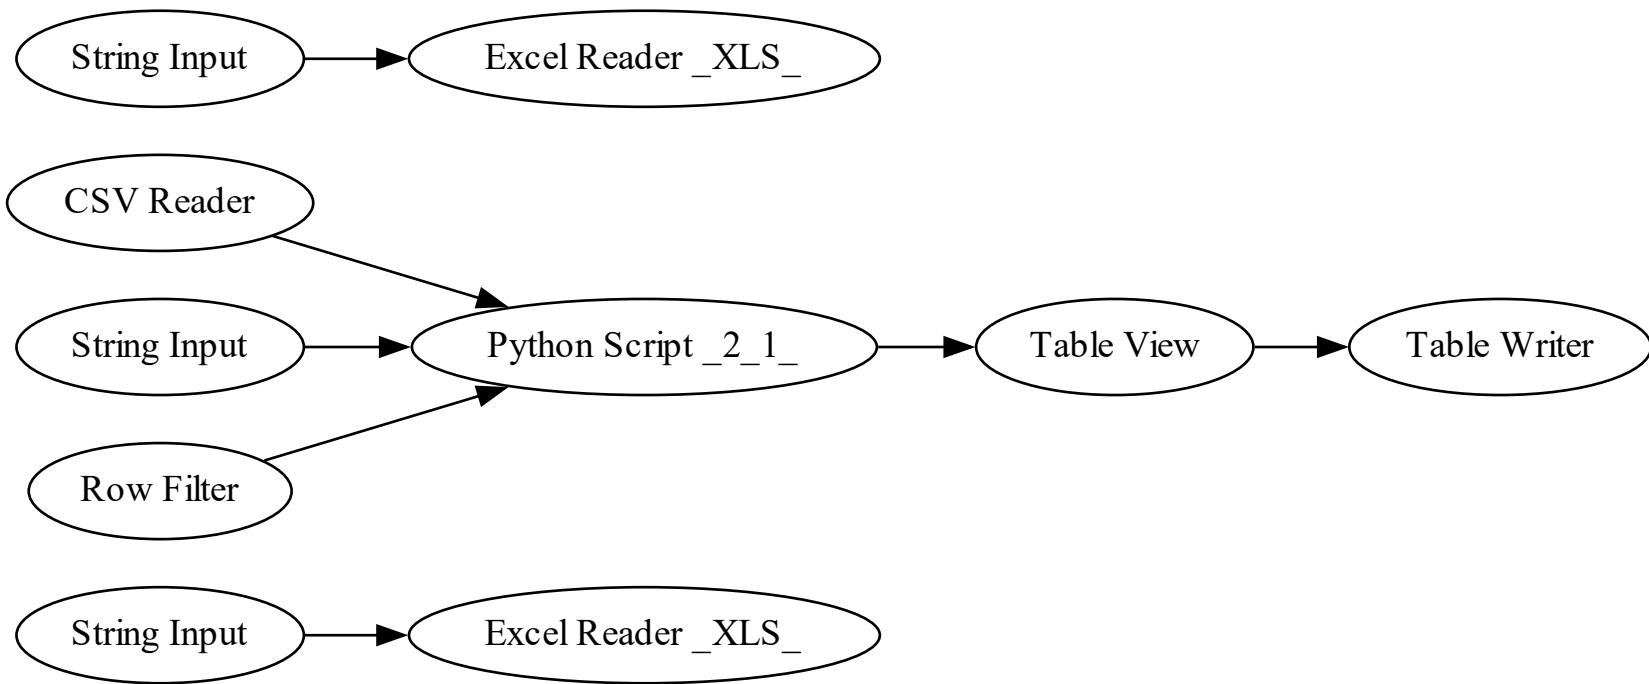 String Input
Excel Reader _XLS_
CSV Reader
String Input
Python Script _2_1_
Table View
Table Writer
Row Filter
String Input
Excel Reader _XLS_